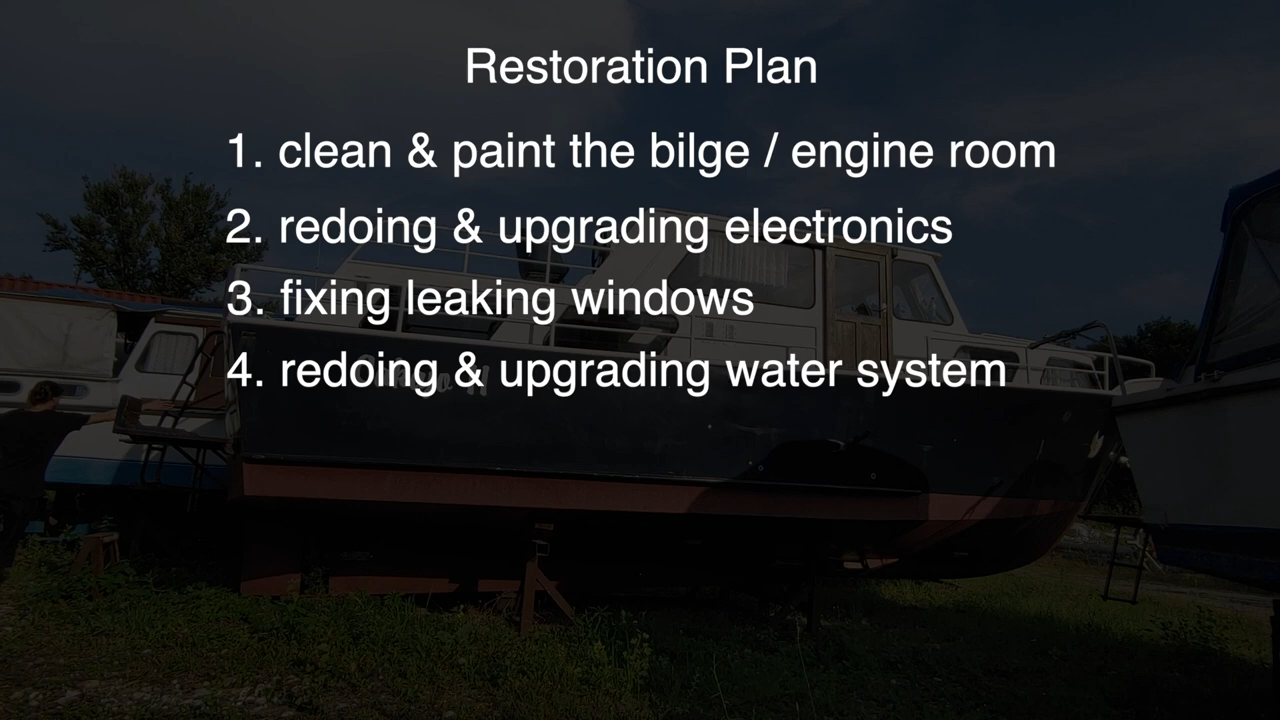 Restoration Plan
1. clean & paint the bilge / engine room
2. redoing & upgrading electronics
3. fixing leaking windows
4. redoing & upgrading water system